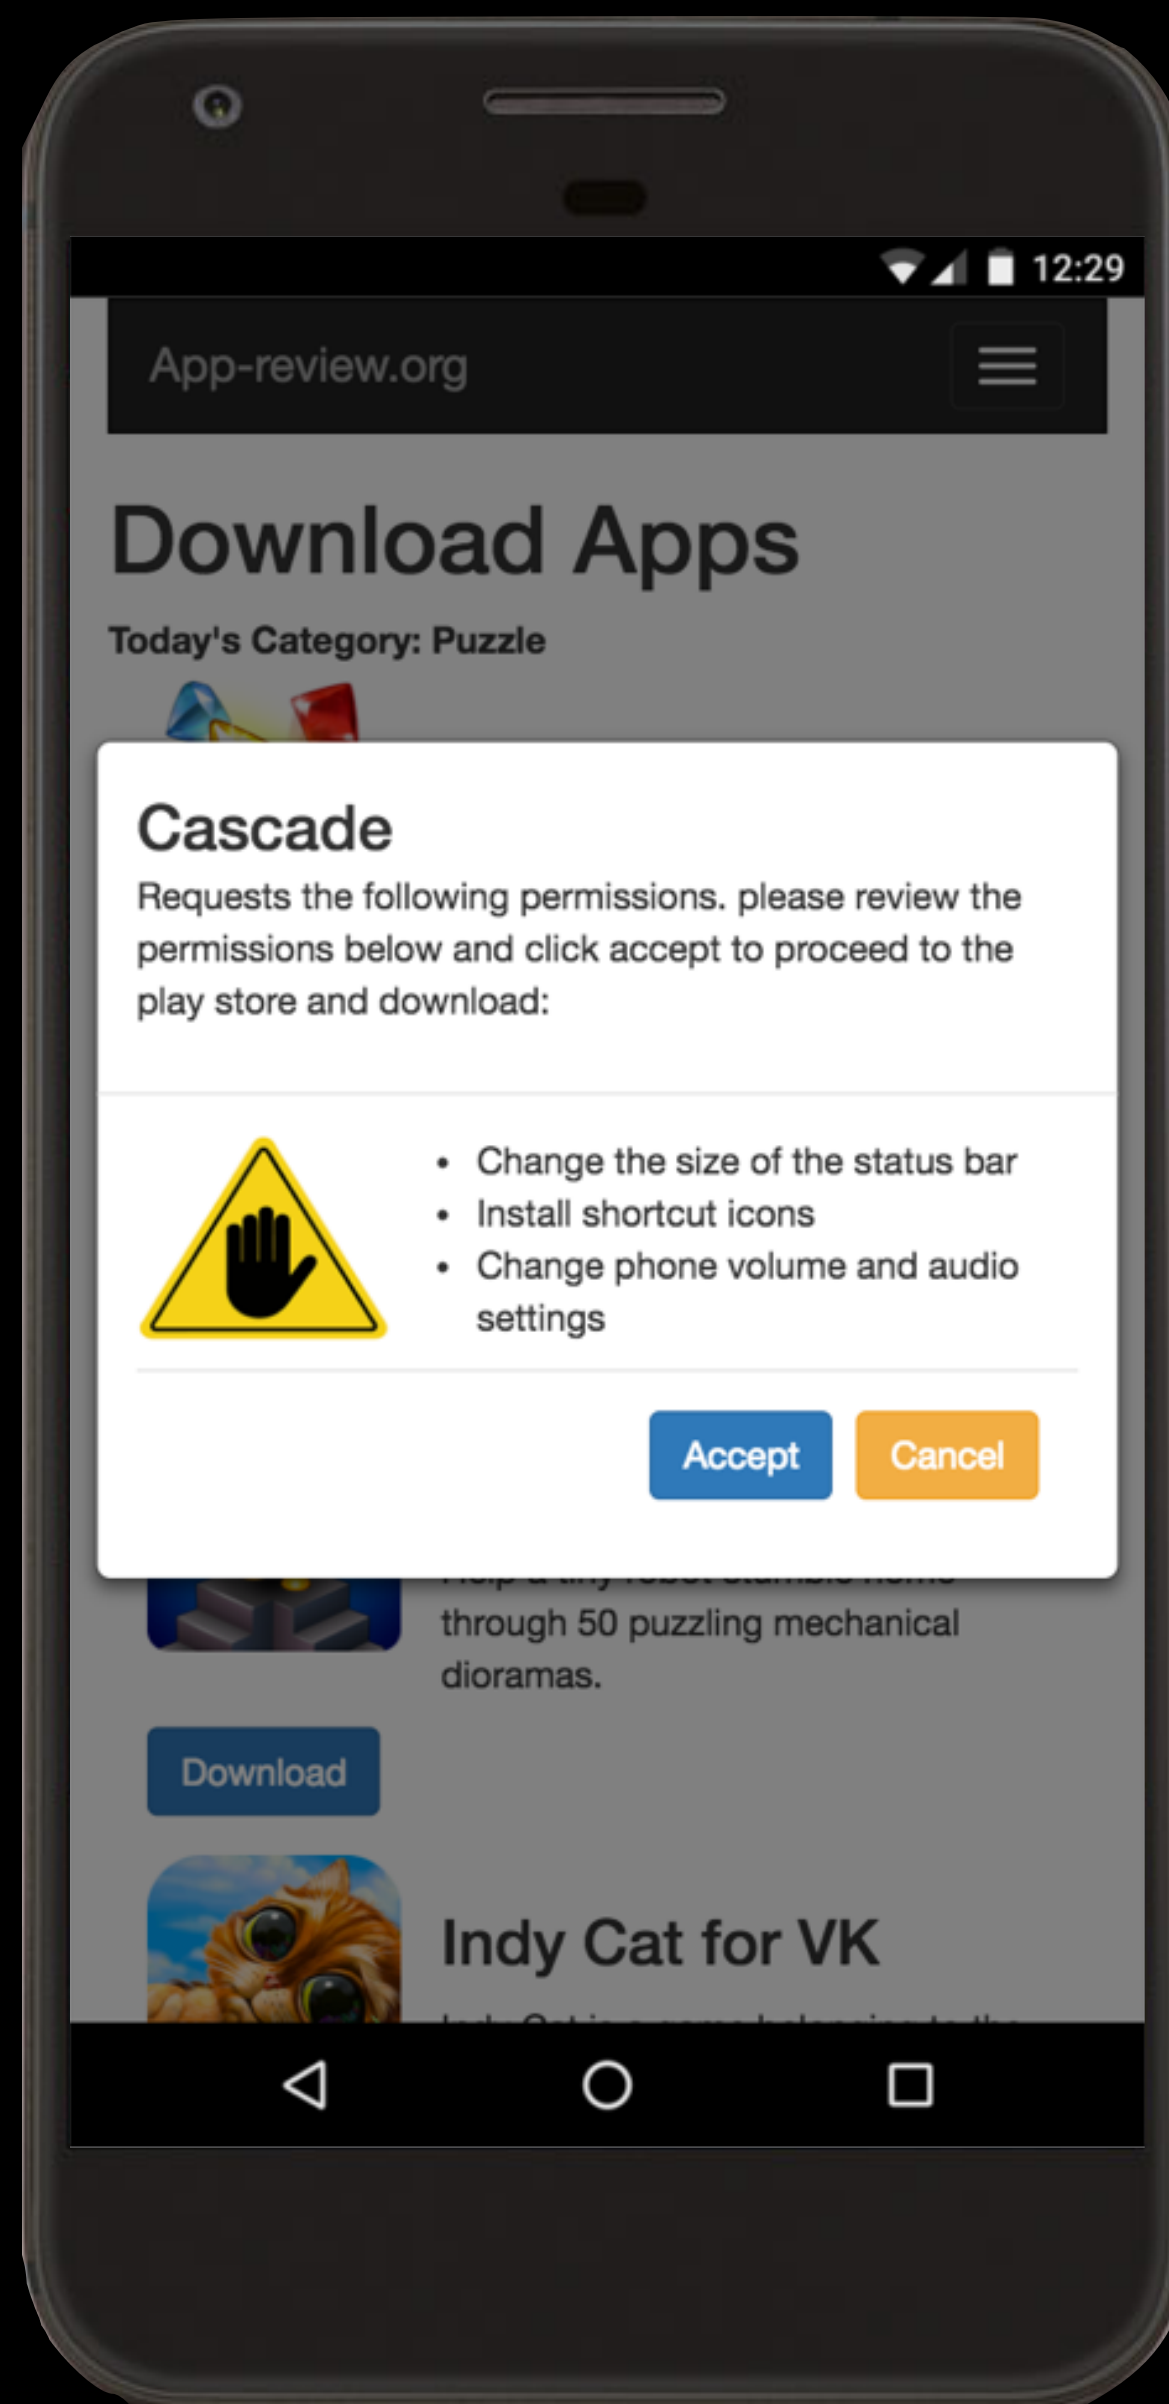 12:29
App-review.org
Download Apps
Today's Category: Puzzle
Cascade
Requests the following permissions. please review the
permissions below and click accept to proceed to the
play store and download:
• Change the size of the status bar
• Install shortcut icons
• Change phone volume and audio
settings
Accept Cancel
through 50 puzzling mechanical
dioramas.
Download
Indy Cat for VK